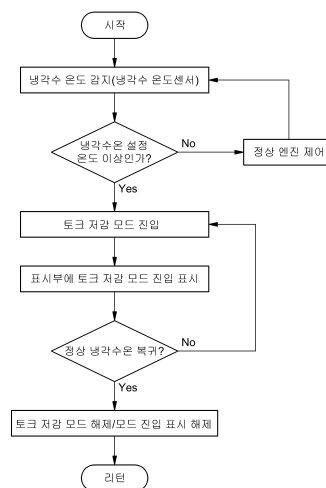 시작
냉각수 온도 감지(냉각수 온도센서)
냉각수온 설정
온도 이상인가?
No
정상 엔진 제어
Yes
토크 저감 모드 진입
표시부에 토크 저감 모드 진입 표시
정상 냉각수온 복귀?
No
Yes
토크 저감 모드 해제/모드 진입 표시 해제
리턴